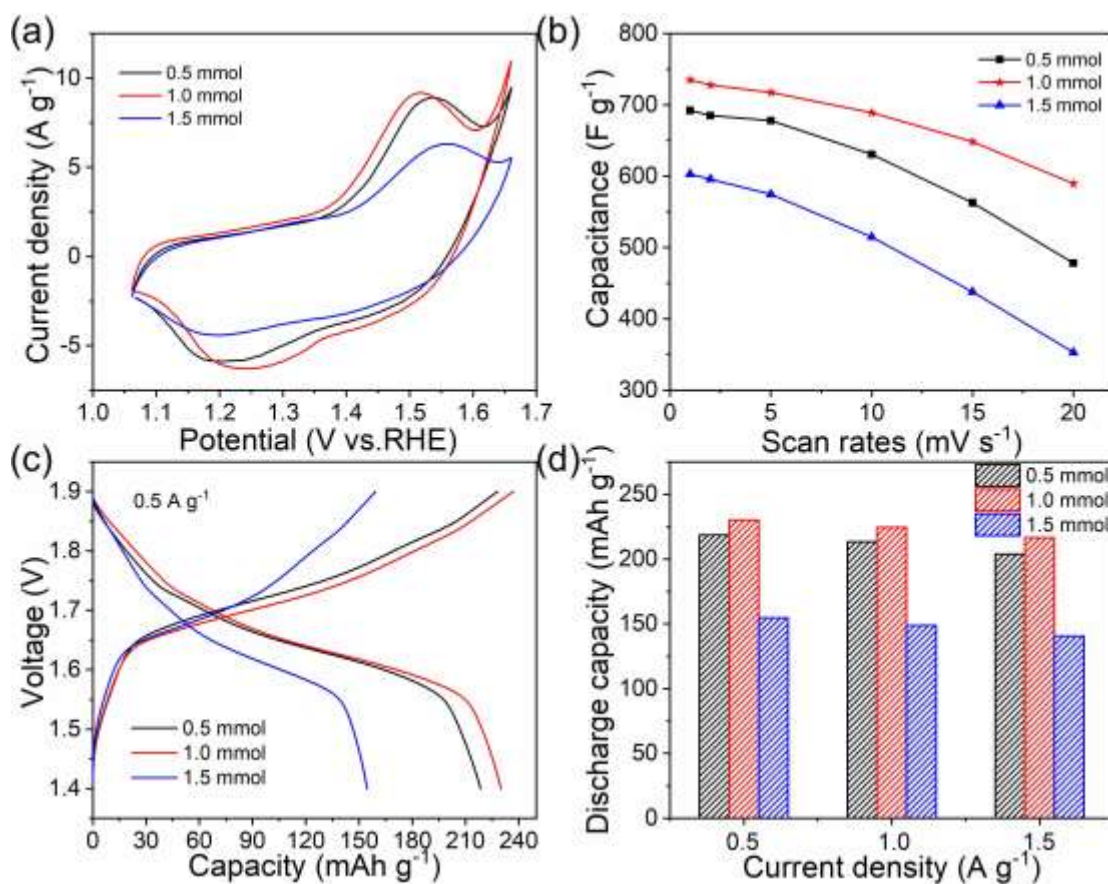 (a)
0.5 mmol
1.0 mmol
1.5 mmol
Current density (A g⁻¹)
10
5
0
-5
1.0 1.1 1.2 1.3 1.4 1.5 1.6 1.7
Potential (V vs.RHE)
(b)
0.5 mmol
1.0 mmol
1.5 mmol
Capacitance (F g⁻¹)
800
700
600
500
400
300
0 5 10 15 20
Scan rates (mV s⁻¹)
(c)
0.5 A g⁻¹
0.5 mmol
1.0 mmol
1.5 mmol
Voltage (V)
1.9
1.8
1.7
1.6
1.5
1.4
0 30 60 90 120 150 180 210 240
Capacity (mAh g⁻¹)
(d)
0.5 mmol
1.0 mmol
1.5 mmol
Discharge capacity (mAh g⁻¹)
250
200
150
100
50
0
0.5 1.0 1.5
Current density (A g⁻¹)